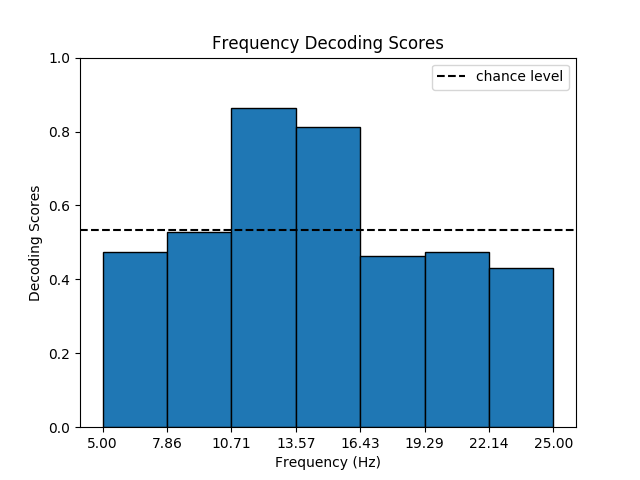 Frequency Decoding Scores
chance level
1.0
0.8
0.6
0.4
0.2
0.0
Decoding Scores
5.00 7.86 10.71 13.57 16.43 19.29 22.14 25.00
Frequency (Hz)